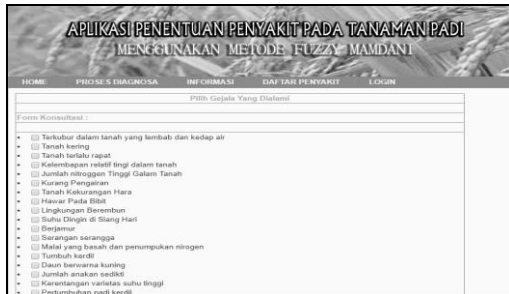 APLIKASI PENENTUAN PENYAKIT PADA TANAMAN PADI
MENGGUNAKAN METODE FUZZY MAMDANI
HOME PROSES DIAGNOSA INFORMASI DAFTAR PENYAKIT LOGIN
Pilih Gejala Yang Dialami
Form Konsultasi :
Terkubur dalam tanah yang lembab dan kedap air
Tanah kering
Tanah terlalu rapat
Kelembapan relatif tingi dalam tanah
Jumlah nitroggen Tinggi Galam Tanah
Kurang Pengairan
Tanah Kekurangan Hara
Hawar Pada Bibit
Lingkungan Berembun
Suhu Dingin di Siang Hari
Berjamur
Serangan serangga
Malai yang basah dan penumpukan nirogen
Tumbuh kerdil
Daun berwarna kuning
Jumlah anakan sedikti
Kerentangan varietas suhu tinggi
Pertumbuhan padi kerdil